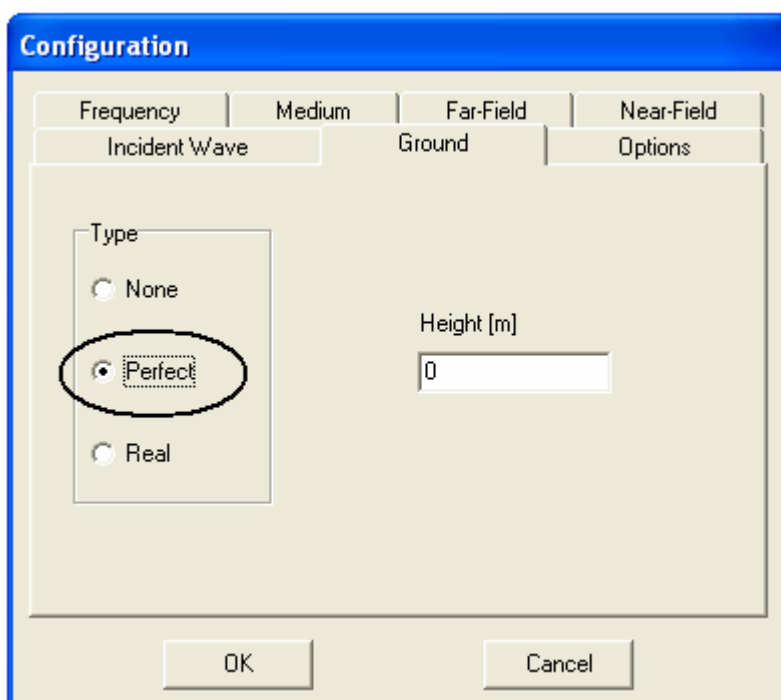 Configuration
Frequency Medium Far-Field Near-Field
Incident Wave Ground Options
Type
None
Height [m]
Perfect 0
Real
OK Cancel